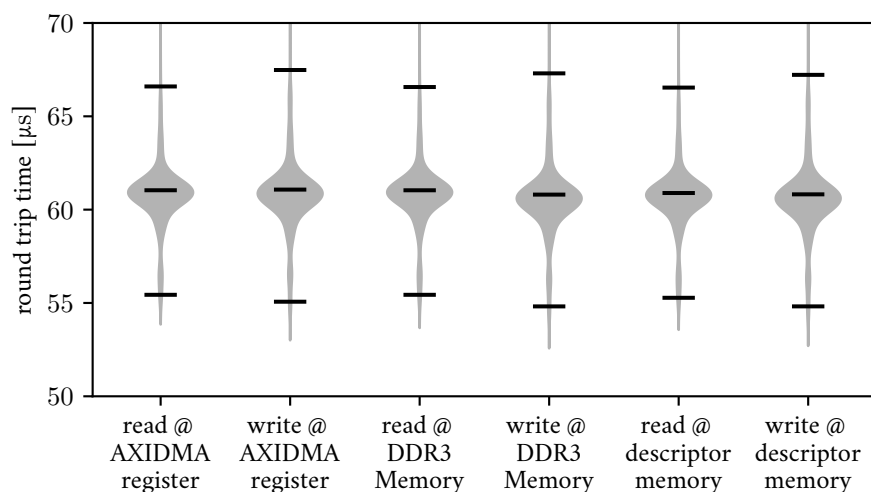 70
65
60
55
50
round trip time [μs]
read @
AXIDMA
register
write @
AXIDMA
register
read @
DDR3
Memory
write @
DDR3
Memory
read @
descriptor
memory
write @
descriptor
memory